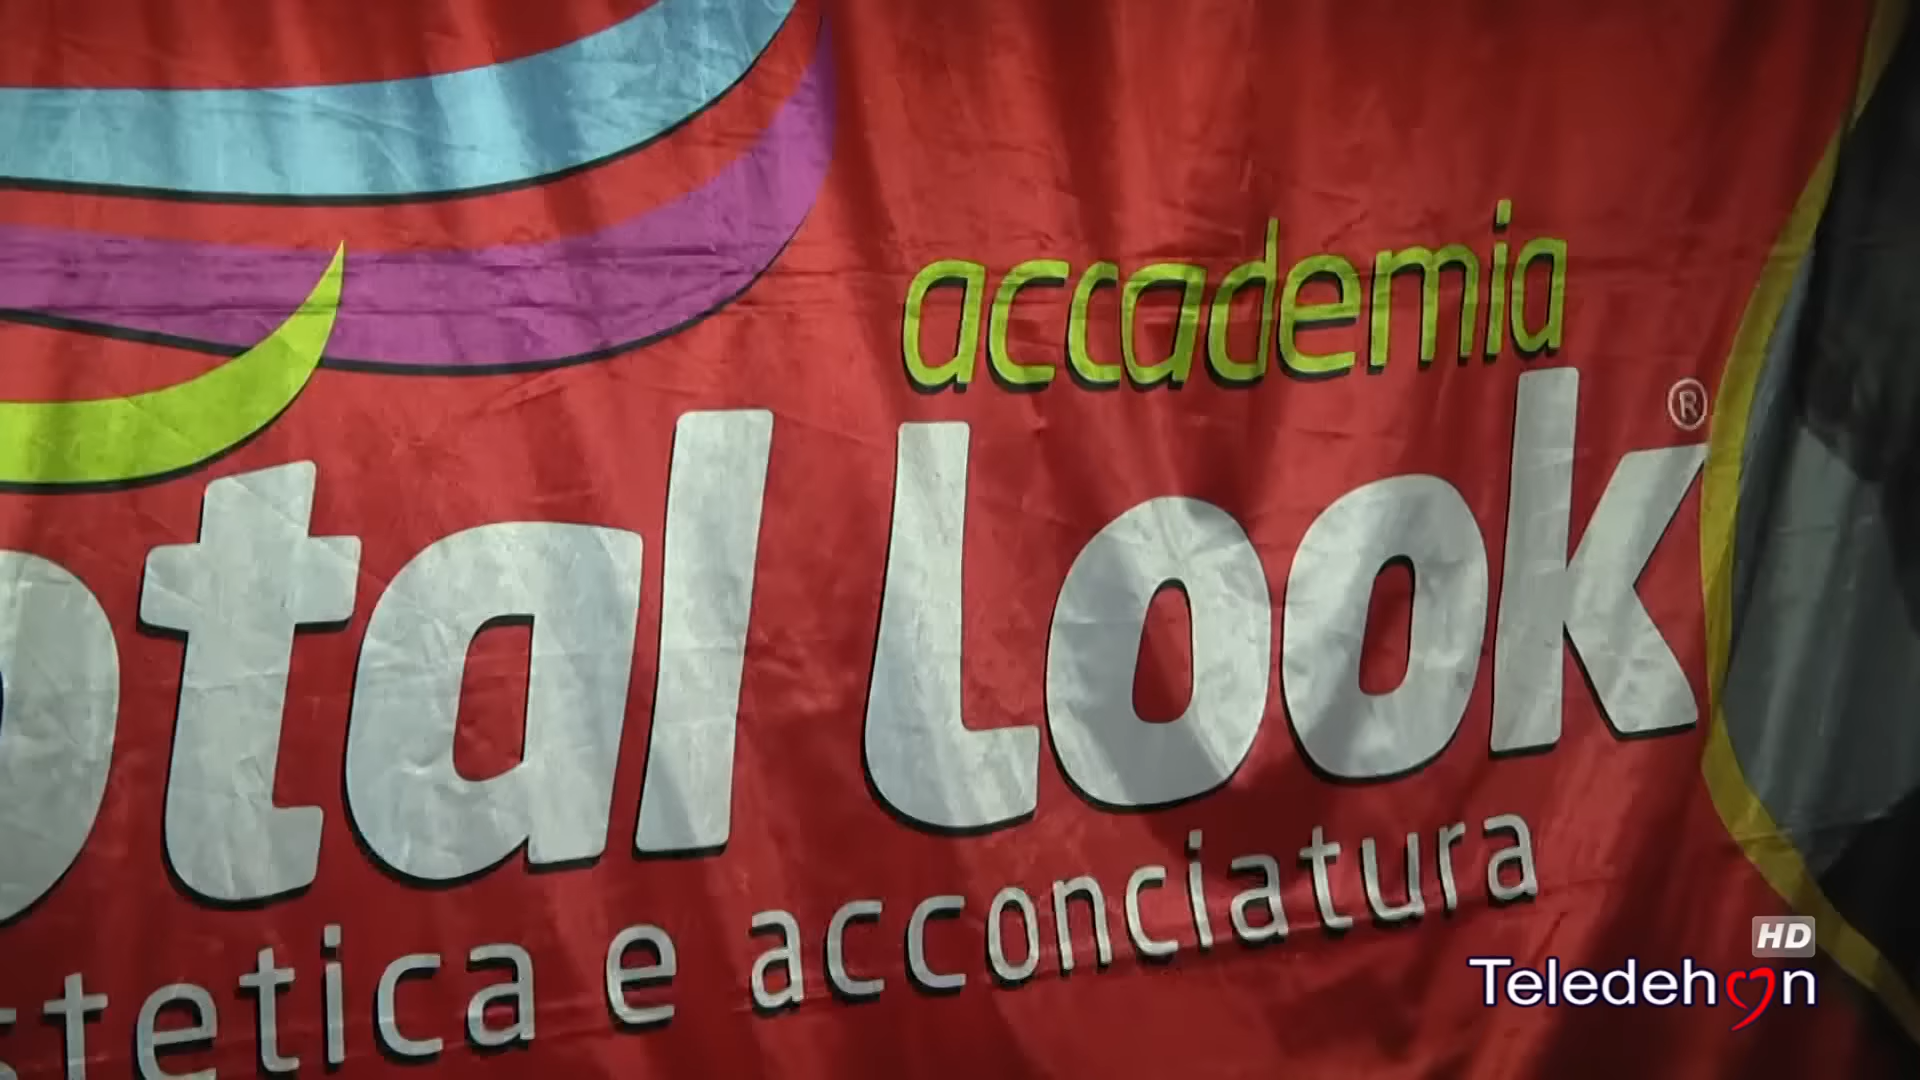 accademia
otal Look®
stetica e acconciatura
HD
Teledehon